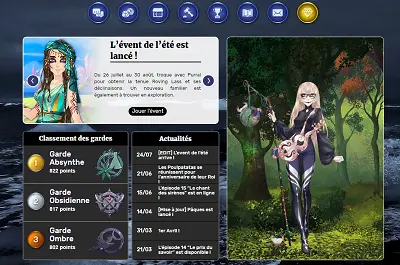 L'évent de l'été est
lancé !
Du 26 juillet au 30 août, troque avec Purral
pour obtenir la tenue Roving Lass et ses
déclinaisons. Un nouveau familier est
également à trouver en exploration.
Jouer l'évent
Classement des gardes
1
Garde
Absynthe
822 points
2
Garde
Obsidienne
817 points
3
Garde
Ombre
802 points
Actualités
24/07 [EDIT] L'évent de l'été
arrive !
21/06 Les Poulpatas se
réunissent pour
l'anniversaire de leur Roi !
15/06 L'épisode 15 "Le chant
des sirènes" est en ligne
!
14/04 [Mise à jour] Pâques est
lancé !
31/03 1er Avril !
21/03 L'épisode 14 "Le prix du
savoir" est disponible !